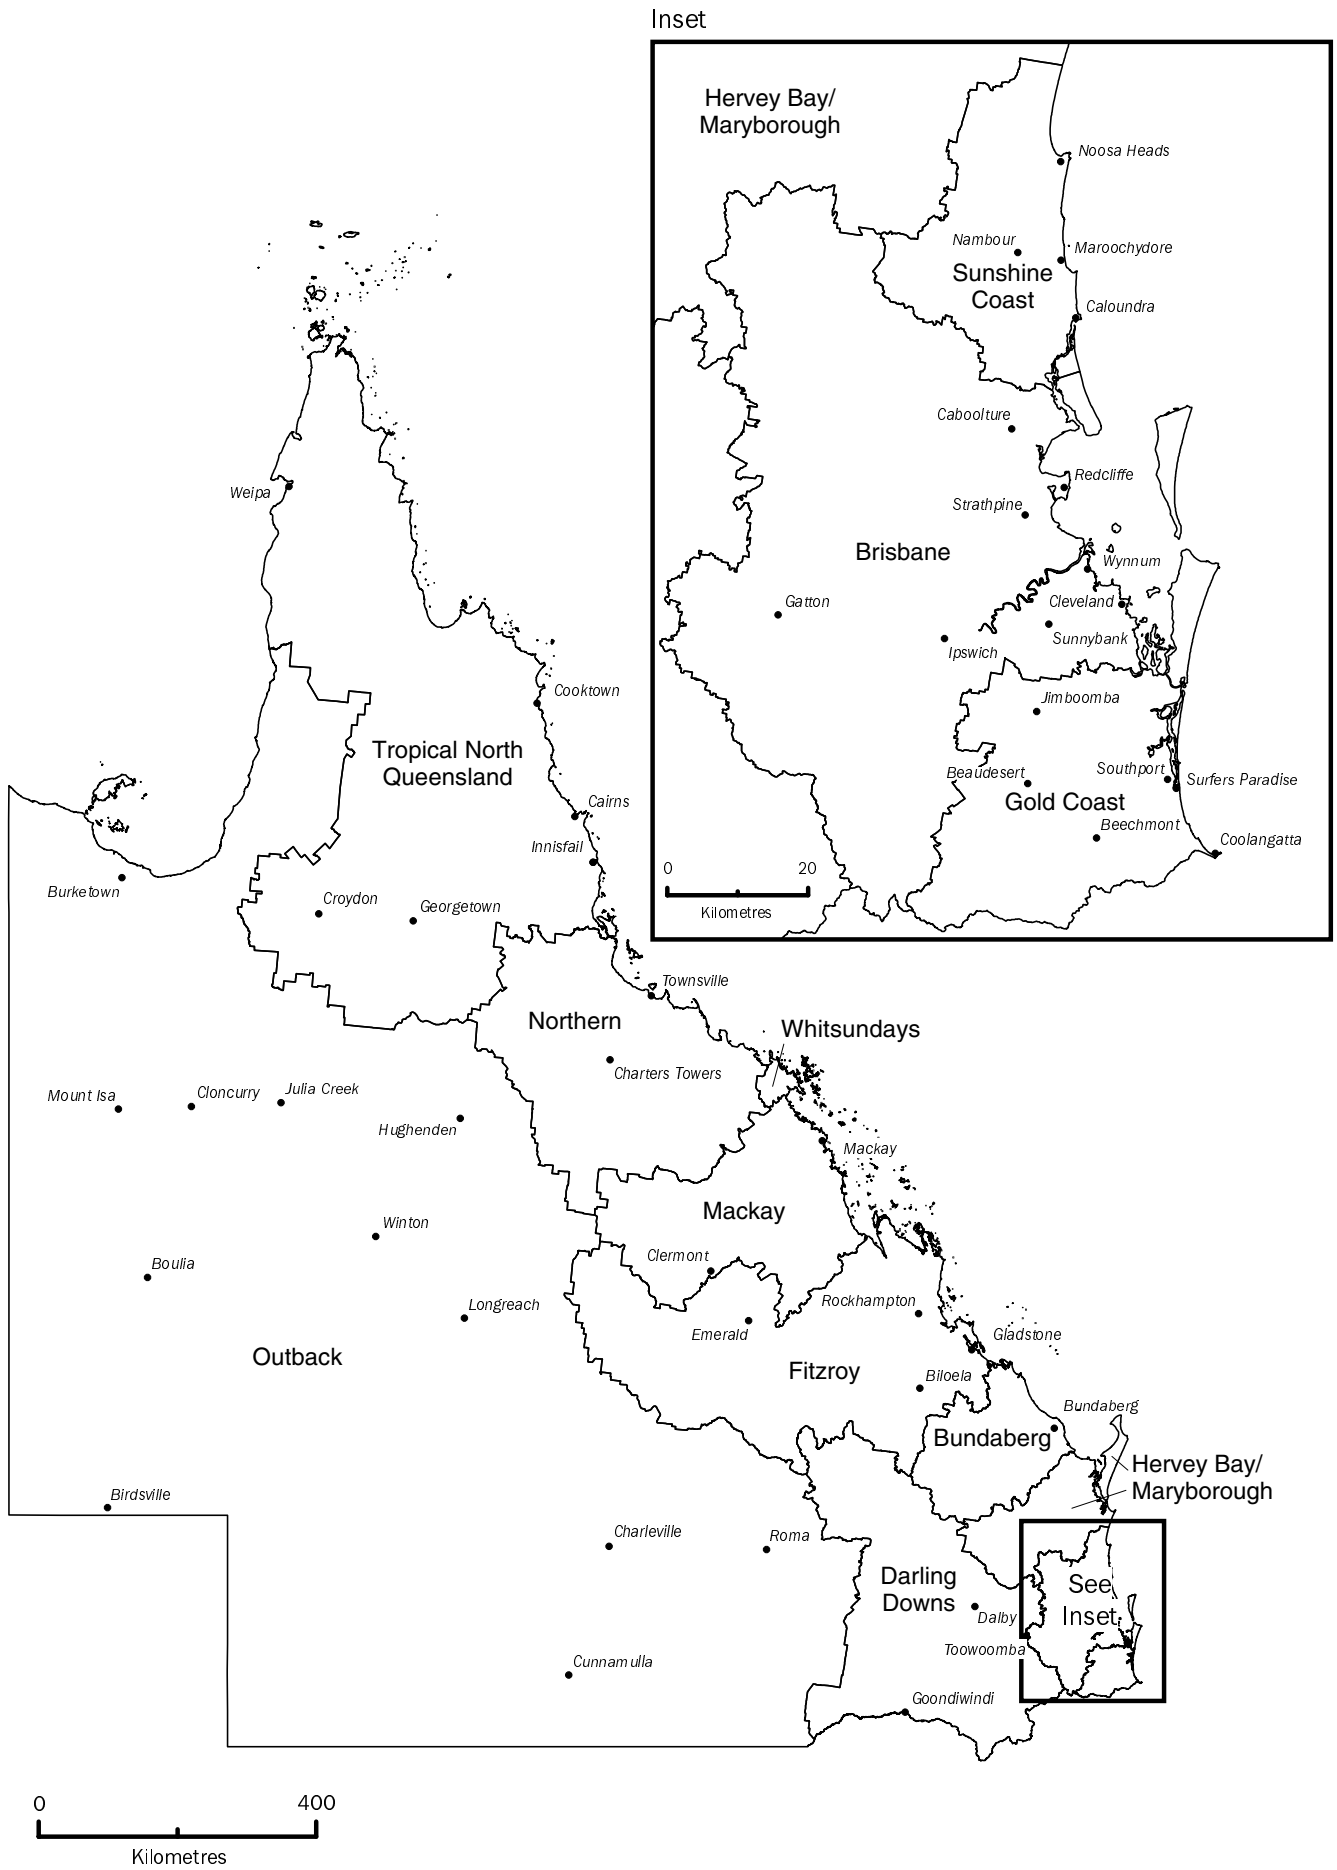 Inset
Hervey Bay/
Maryborough
Noosa Heads
Nambour
Maroochydore
Sunshine
Coast
Caloundra
Caboolture
Redcliffe
Strathpine
Brisbane
Wynnum
Gatton
Cleveland
Sunnybank
Ipswich
Jimboomba
Beaudesert
Southport
Surfers Paradise
Gold Coast
Beechmont
Coolangatta
0
20
Kilometres
Weipa
Cooktown
Tropical North
Queensland
Cairns
Innisfail
Burketown
Croydon
Georgetown
Townsville
Northern
Whitsundays
Charters Towers
Mount Isa
Cloncurry
Julia Creek
Hughenden
Mackay
Mackay
Winton
Clermont
Boulia
Longreach
Rockhampton
Emerald
Gladstone
Outback
Fitzroy
Biloela
Bundaberg
Bundaberg
Hervey Bay/
Maryborough
Birdsville
Charleville
Roma
Darling
Downs
See
Inset
Dalby
Toowoomba
Cunnamulla
Goondiwindi
0
400
Kilometres